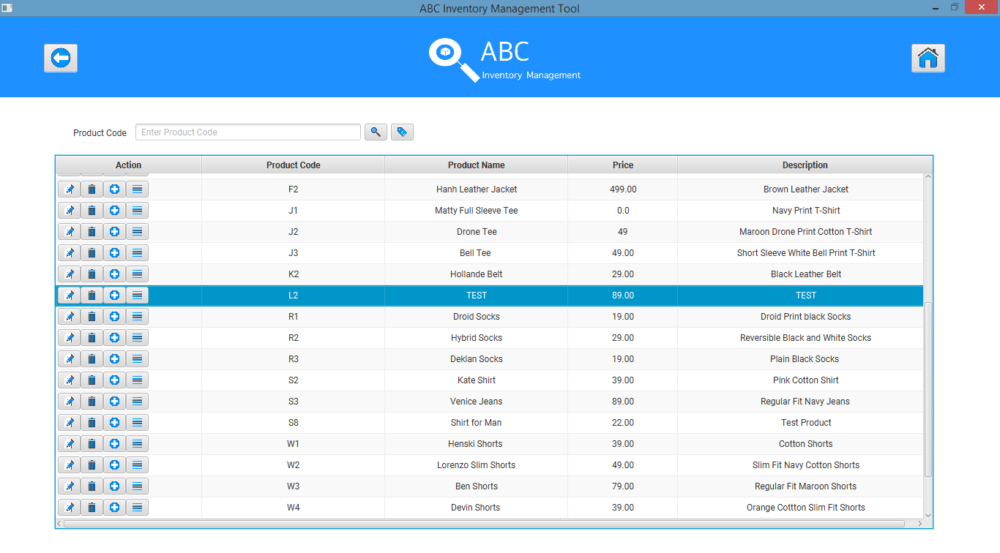 ABC Inventory Management Tool
ABC
Inventory Management
Product Code Enter Product Code
Action Product Code Product Name Price Description
F2 Hanh Leather Jacket 499.00 Brown Leather Jacket
J1 Matty Full Sleeve Tee 0.0 Navy Print T-Shirt
J2 Drone Tee 49 Maroon Drone Print Cotton T-Shirt
J3 Bell Tee 49.00 Short Sleeve White Bell Print T-Shirt
K2 Hollande Belt 29.00 Black Leather Belt
L2 TEST 89.00 TEST
R1 Droid Socks 19.00 Droid Print black Socks
R2 Hybrid Socks 29.00 Reversible Black and White Socks
R3 Deklan Socks 19.00 Plain Black Socks
S2 Kate Shirt 39.00 Pink Cotton Shirt
S3 Venice Jeans 89.00 Regular Fit Navy Jeans
S8 Shirt for Man 22.00 Test Product
W1 Henski Shorts 39.00 Cotton Shorts
W2 Lorenzo Slim Shorts 49.00 Slim Fit Navy Cotton Shorts
W3 Ben Shorts 79.00 Regular Fit Maroon Shorts
W4 Devin Shorts 39.00 Orange Cottton Slim Fit Shorts